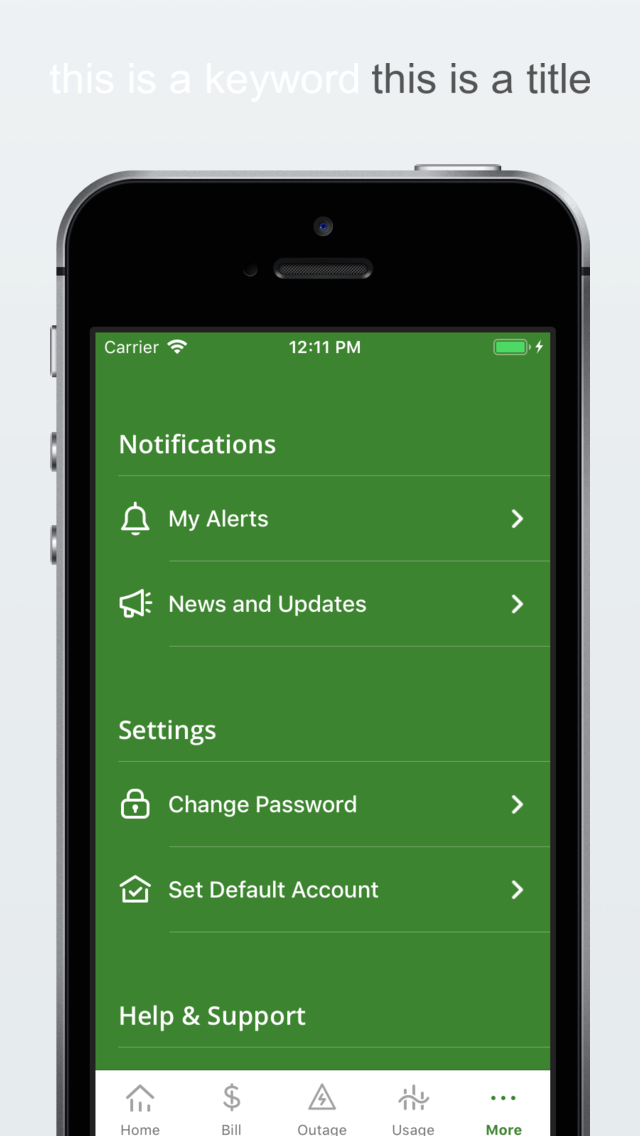 this is a keyword this is a title
Carrier 12:11 PM
Notifications
My Alerts
News and Updates
Settings
Change Password
Set Default Account
Help & Support
Home Bill Outage Usage More